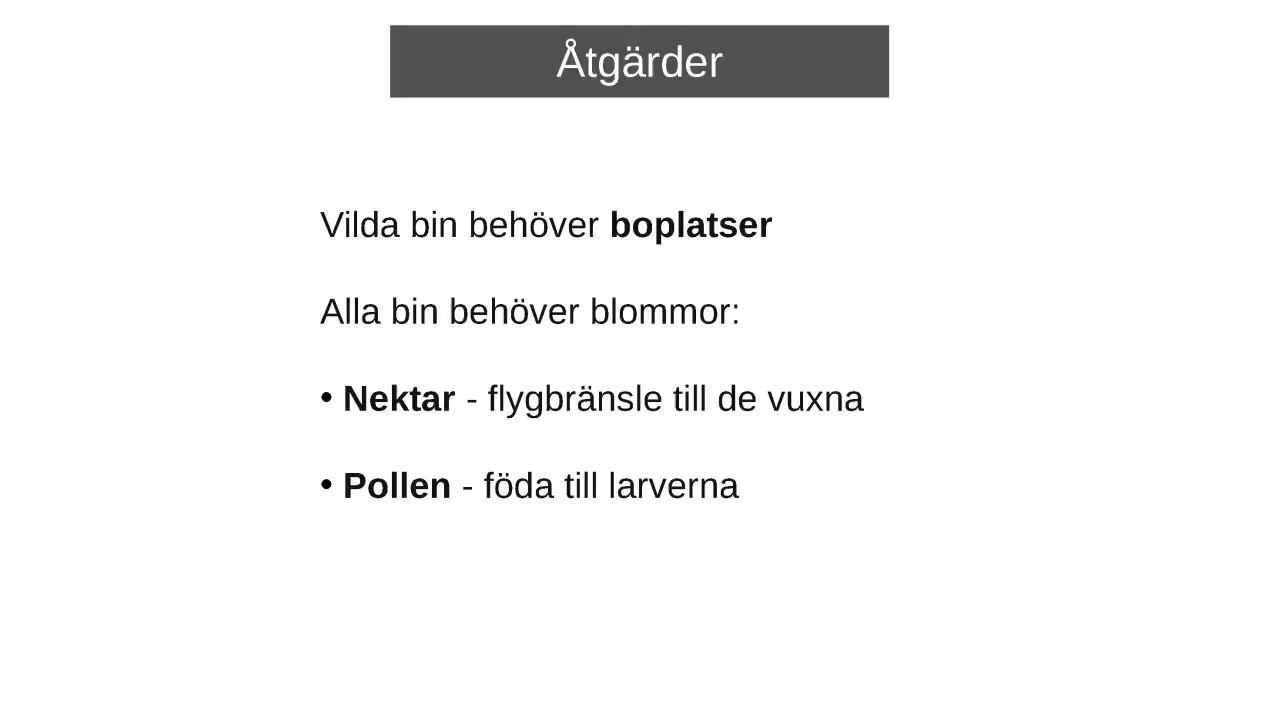 Åtgärder
Vilda bin behöver boplatser
Alla bin behöver blommor:
• Nektar - flygbränsle till de vuxna
• Pollen - föda till larverna